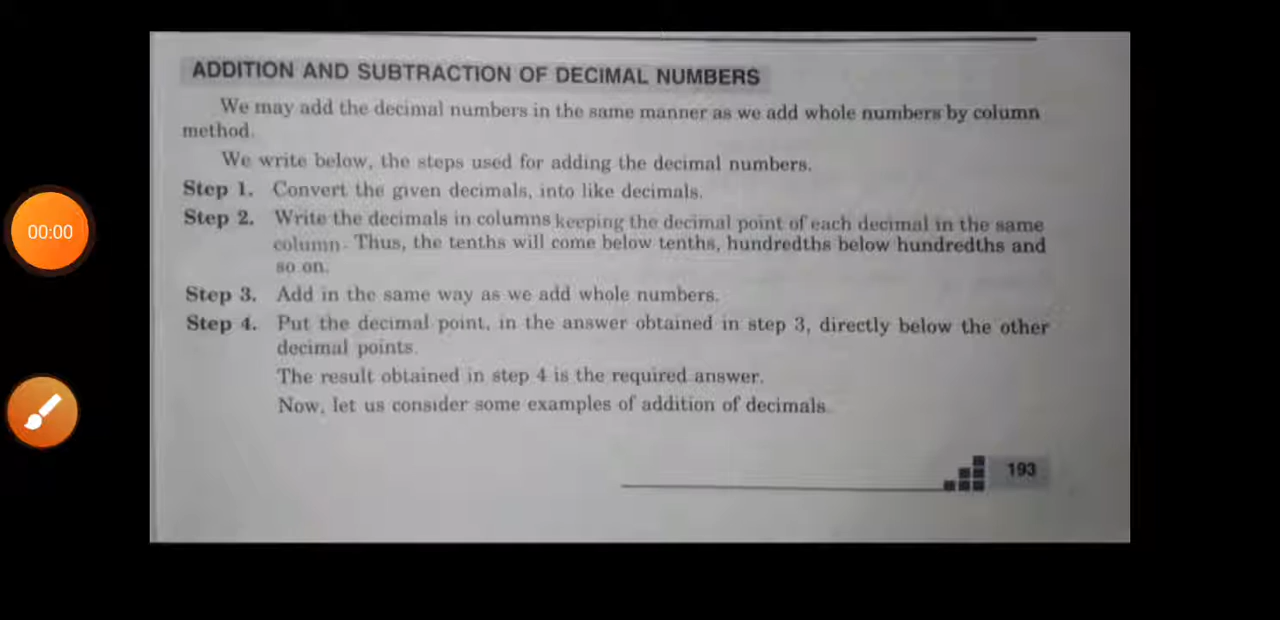 ADDITION AND SUBTRACTION OF DECIMAL NUMBERS
We may add the decimal numbers in the same manner as we add whole numbers by column
method.
We write below, the steps used for adding the decimal numbers.
Step 1. Convert the given decimals, into like decimals.
00:00
Step 2. Write the decimals in columns keeping the decimal point of each decimal in the same
column. Thus, the tenths will come below tenths, hundredths below hundredths and
so on.
Step 3. Add in the same way as we add whole numbers.
Step 4. Put the decimal point, in the answer obtained in step 3, directly below the other
decimal points.
The result obtained in step 4 is the required answer.
Now, let us consider some examples of addition of decimals.
193